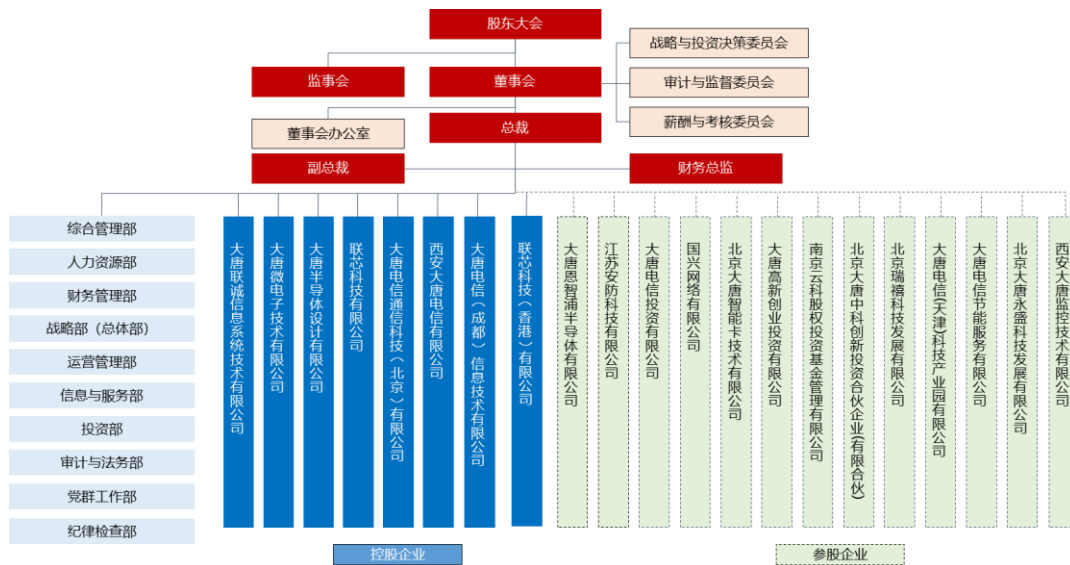 股东大会
监事会
董事会
战略与投资决策委员会
审计与监督委员会
薪酬与考核委员会
董事会办公室
总裁
副总裁
财务总监
综合管理部
人力资源部
财务管理部
战略部（总体部）
运营管理部
信息与服务部
投资部
审计与法务部
党群工作部
纪律检查部
大唐联诚信息系统技术有限公司
大唐微电子技术有限公司
大唐半导体设计有限公司
联芯科技有限公司
大唐电信通信科技（北京）有限公司
西安大唐电信有限公司
大唐电信（成都）信息技术有限公司
联芯科技（香港）有限公司
大唐恩智浦半导体有限公司
江苏安防科技有限公司
大唐电信投资有限公司
国兴网络有限公司
北京大唐智能卡技术有限公司
大唐高新创业投资有限公司
南京云科股权投资基金管理有限公司
北京大唐中科创新投资合伙企业(有限合伙)
北京瑞禧科技发展有限公司
大唐电信(天津)科技产业园有限公司
大唐电信节能服务有限公司
北京大唐永盛科技发展有限公司
西安大唐监控技术有限公司
控股企业
参股企业